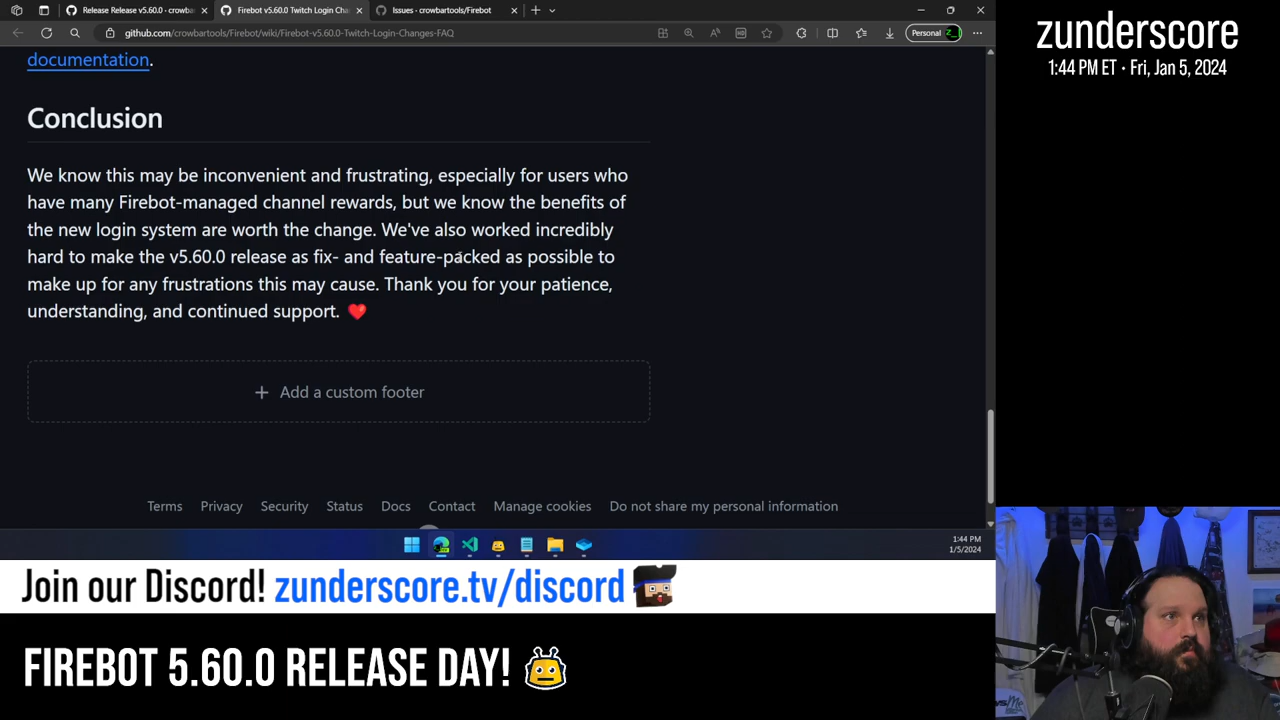 Release Release v5.60.0 · crowba
Firebot v5.60.0 Twitch Login Cha
Issues · crowbartools/Firebot
github.com/crowbartools/Firebot/wiki/Firebot-v5.60.0-Twitch-Login-Changes-FAQ
Personal
zunderscore
1:44 PM ET · Fri, Jan 5, 2024
documentation.
Conclusion
We know this may be inconvenient and frustrating, especially for users who
have many Firebot-managed channel rewards, but we know the benefits of
the new login system are worth the change. We've also worked incredibly
hard to make the v5.60.0 release as fix- and feature-packed as possible to
make up for any frustrations this may cause. Thank you for your patience,
understanding, and continued support. ❤️
Add a custom footer
Terms Privacy Security Status Docs Contact Manage cookies Do not share my personal information
1:44 PM
1/5/2024
Join our Discord! zunderscore.tv/discord
FIREBOT 5.60.0 RELEASE DAY!